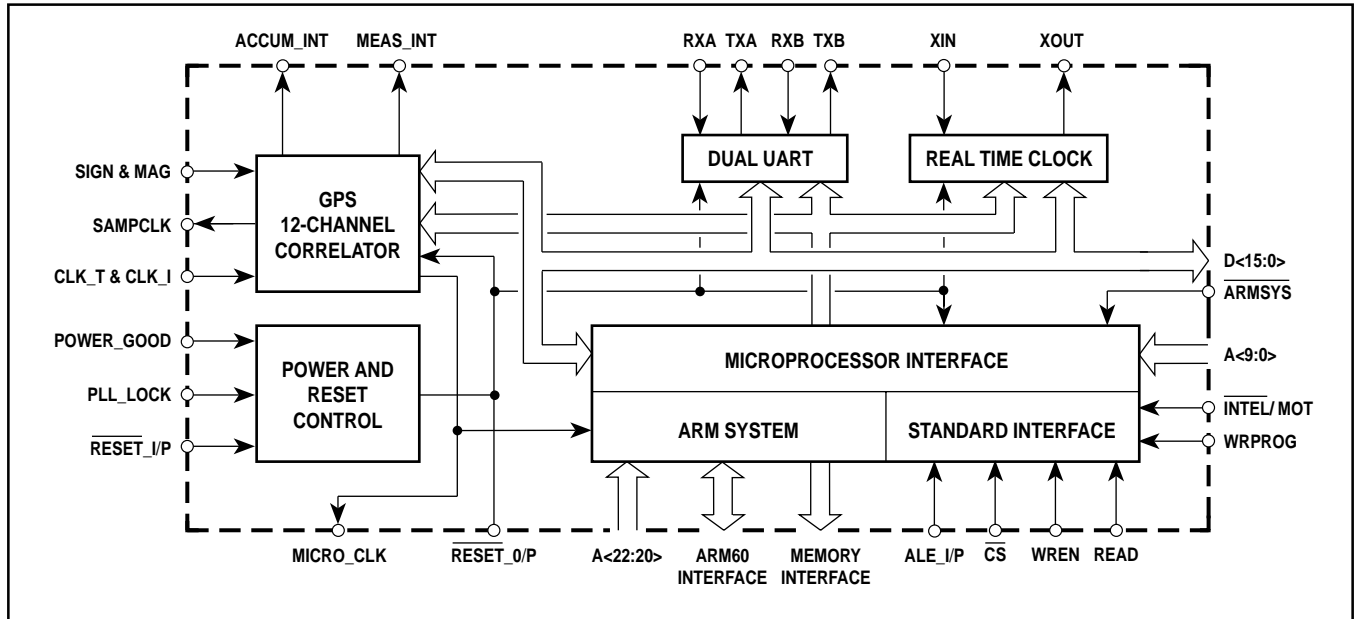 ACCUM_INT MEAS_INT RXA TXA RXB TXB XIN XOUT
SIGN & MAG
SAMPCLK
CLK_T & CLK_I
GPS
12-CHANNEL
CORRELATOR
DUAL UART
REAL TIME CLOCK
D<15:0>
ARMSYS
POWER_GOOD
PLL_LOCK
RESET_I/P
POWER AND
RESET
CONTROL
MICROPROCESSOR INTERFACE
ARM SYSTEM
STANDARD INTERFACE
A<9:0>
INTEL/ MOT
WRPROG
MICRO_CLK
RESET_0/P
A<22:20>
ARM60
INTERFACE
MEMORY
INTERFACE
ALE_I/P
CS
WREN
READ